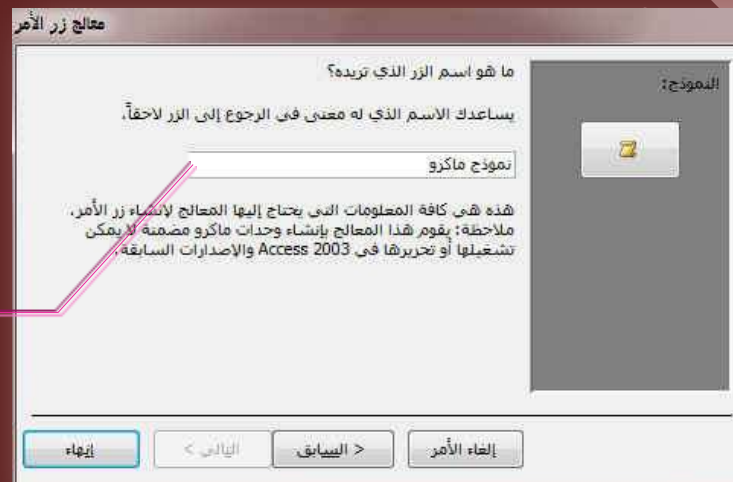 معالج زر الأمر
ما هو اسم الزر الذي تريده؟
يساعدك الاسم الذي له معنى في الرجوع إلى الزر لاحقاً.
نموذج ماكرو
هذه هي كافة المعلومات التي يحتاج إليها المعالج لإنشاء زر الأمر.
ملاحظة: يقوم هذا المعالج بإنشاء وحدات ماكرو مضمنة لا يمكن
تشغيلها أو تحريرها في Access 2003 والإصدارات السابقة.
النموذج:
إلغاء الأمر
< السابق
التالي >
إنهاء